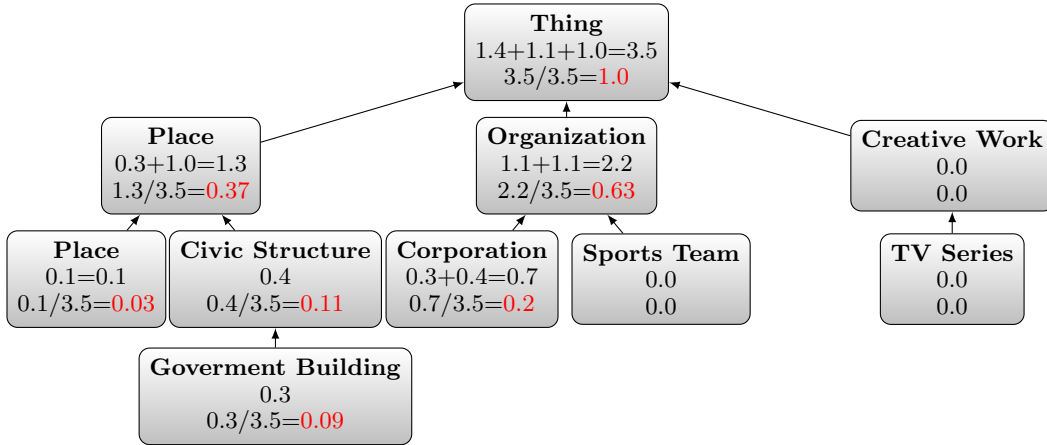 Thing
1.4+1.1+1.0=3.5
3.5/3.5=1.0
Place
0.3+1.0=1.3
1.3/3.5=0.37
Organization
1.1+1.1=2.2
2.2/3.5=0.63
Creative Work
0.0
0.0
Place
0.1=0.1
0.1/3.5=0.03
Civic Structure
0.4
0.4/3.5=0.11
Corporation
0.3+0.4=0.7
0.7/3.5=0.2
Sports Team
0.0
0.0
TV Series
0.0
0.0
Goverment Building
0.3
0.3/3.5=0.09